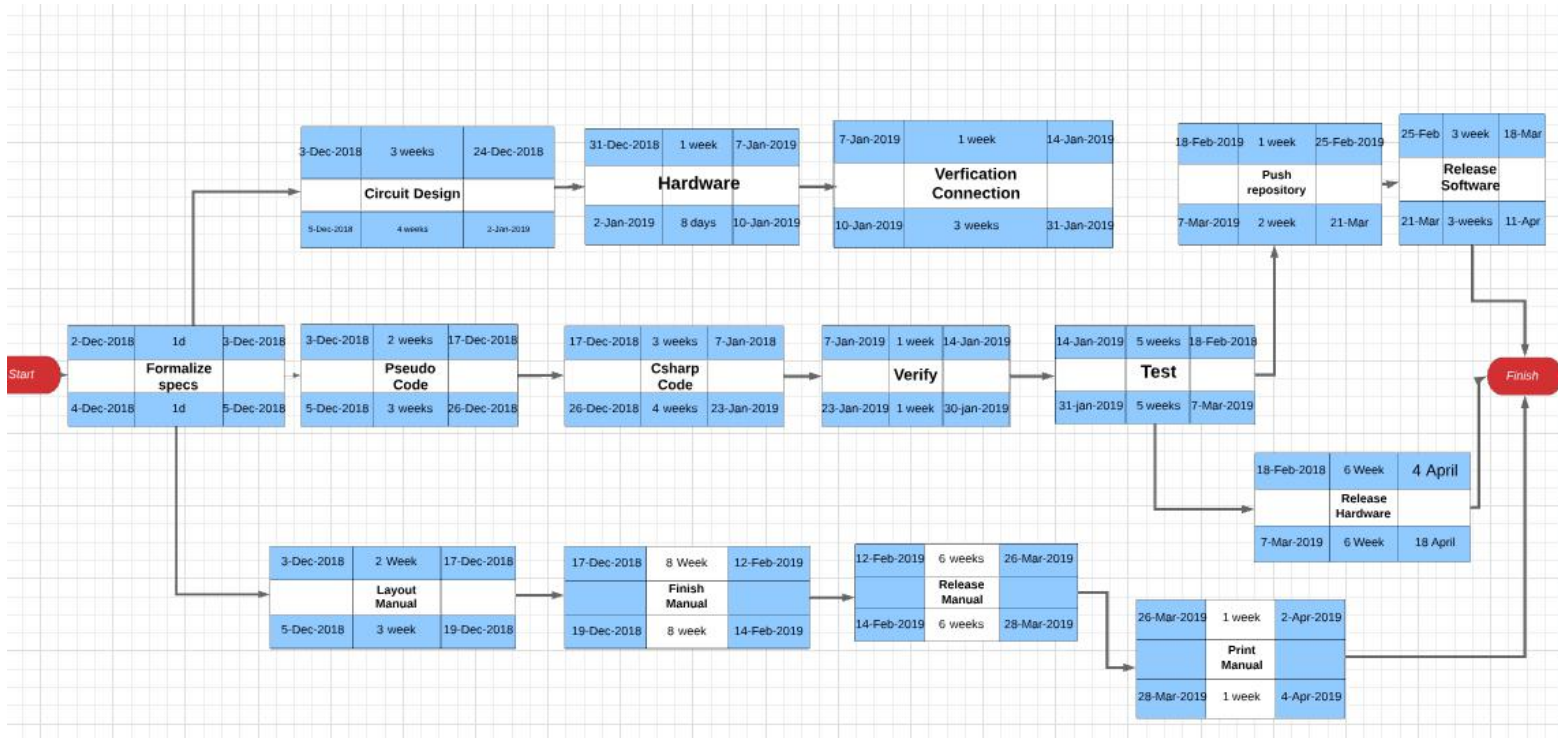 3-Dec-2018 3 weeks 24-Dec-2018
Circuit Design
5-Dec-2018 4 weeks 2-Jan-2019
31-Dec-2018 1 week 7-Jan-2019
Hardware
2-Jan-2019 8 days 10-Jan-2019
7-Jan-2019 1 week 14-Jan-2019
Verfication
Connection
10-Jan-2019 3 weeks 31-Jan-2019
18-Feb-2019 1 week 25-Feb-2019
Push
repository
7-Mar-2019 2 week 21-Mar
25-Feb 3 week 18-Mar
Release
Software
21-Mar 3-weeks 11-Apr
Start
2-Dec-2018 1d 3-Dec-2018
Formalize
specs
4-Dec-2018 1d 5-Dec-2018
3-Dec-2018 2 weeks 17-Dec-2018
Pseudo
Code
5-Dec-2018 3 weeks 26-Dec-2018
17-Dec-2018 3 weeks 7-Jan-2018
Csharp
Code
26-Dec-2018 4 weeks 23-Jan-2019
7-Jan-2019 1 week 14-Jan-2019
Verify
23-Jan-2019 1 week 30-jan-2019
14-Jan-2019 5 weeks 18-Feb-2018
Test
31-jan-2019 5 weeks 7-Mar-2019
Finish
18-Feb-2018 6 Week 4 April
Release
Hardware
7-Mar-2019 6 Week 18 April
3-Dec-2018 2 Week 17-Dec-2018
Layout
Manual
5-Dec-2018 3 week 19-Dec-2018
17-Dec-2018 8 Week 12-Feb-2019
Finish
Manual
19-Dec-2018 8 week 14-Feb-2019
12-Feb-2019 6 weeks 26-Mar-2019
Release
Manual
14-Feb-2019 6 weeks 28-Mar-2019
26-Mar-2019 1 week 2-Apr-2019
Print
Manual
28-Mar-2019 1 week 4-Apr-2019